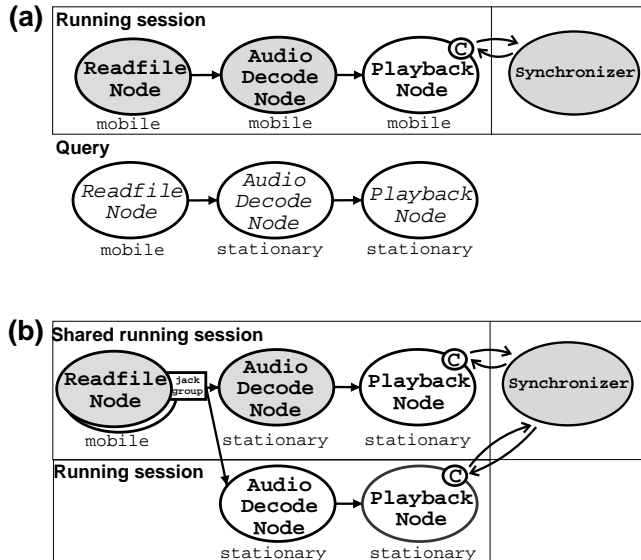 (a)
Running session
Readfile
Node
mobile
Audio
Decode
Node
mobile
Playback
Node
mobile
C
Synchronizer
Query
Readfile
Node
mobile
Audio
Decode
Node
stationary
Playback
Node
stationary
(b)
Shared running session
Readfile
Node
mobile
jack
group
Audio
Decode
Node
stationary
Playback
Node
stationary
C
Synchronizer
Running session
Audio
Decode
Node
stationary
Playback
Node
stationary
C